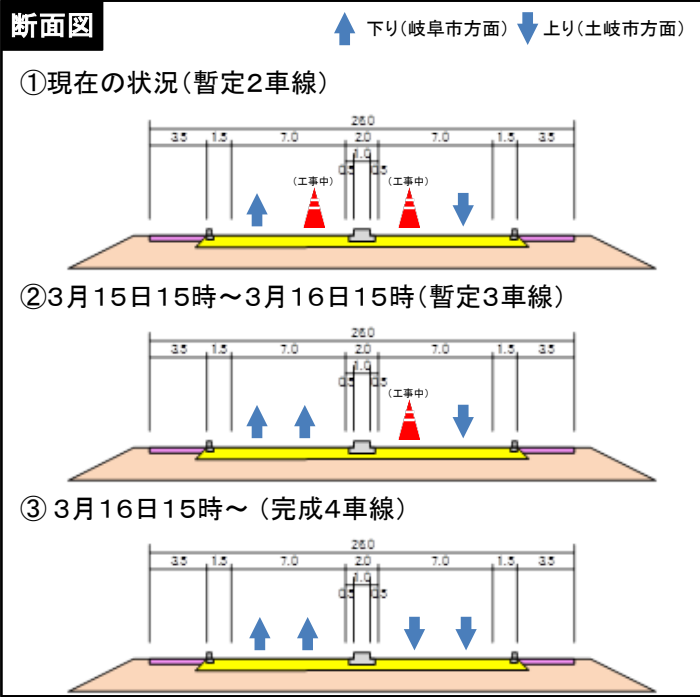 断面図
下り(岐阜市方面) 上り(土岐市方面)
①現在の状況(暫定2車線)
26.0
3.5 1.5 7.0 2.0 7.0 1.5 3.5
1.0
0.5 0.5
(工事中) (工事中)
②3月15日15時~3月16日15時(暫定3車線)
26.0
3.5 1.5 7.0 2.0 7.0 1.5 3.5
1.0
0.5 0.5
(工事中)
③3月16日15時~(完成4車線)
26.0
3.5 1.5 7.0 2.0 7.0 1.5 3.5
1.0
0.5 0.5